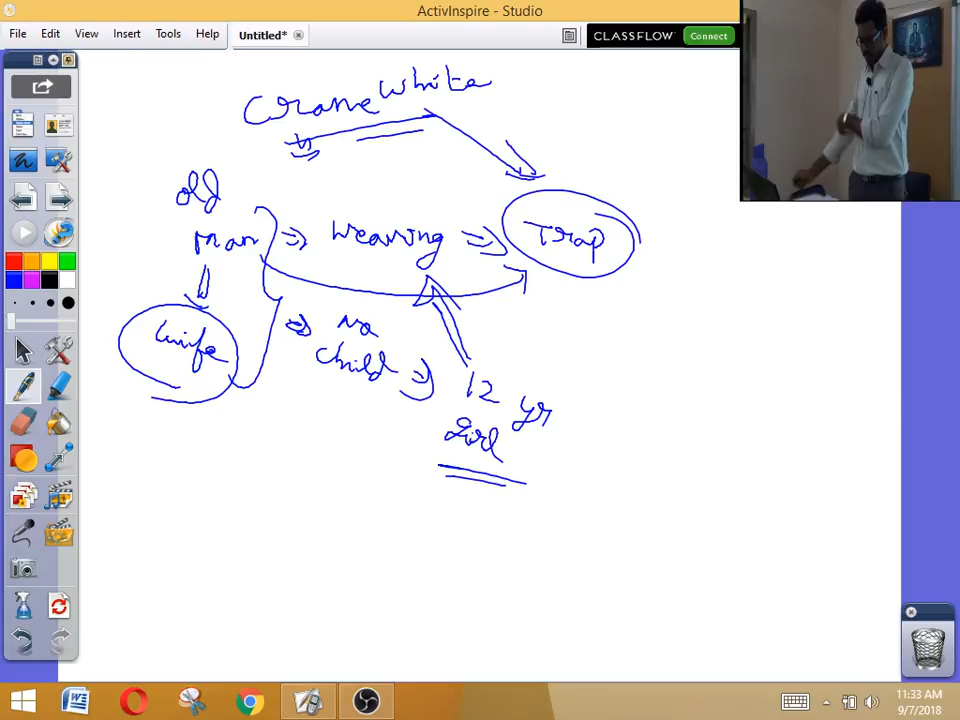 ActivInspire - Studio
File Edit View Insert Tools Help
Untitled*
CLASSFLOW Connect
Crane white
old
man ⇒ Weaving ⇒ Trap
wife
⇒ No
child ⇒
12 yr
Girl
11:33 AM
9/7/2018